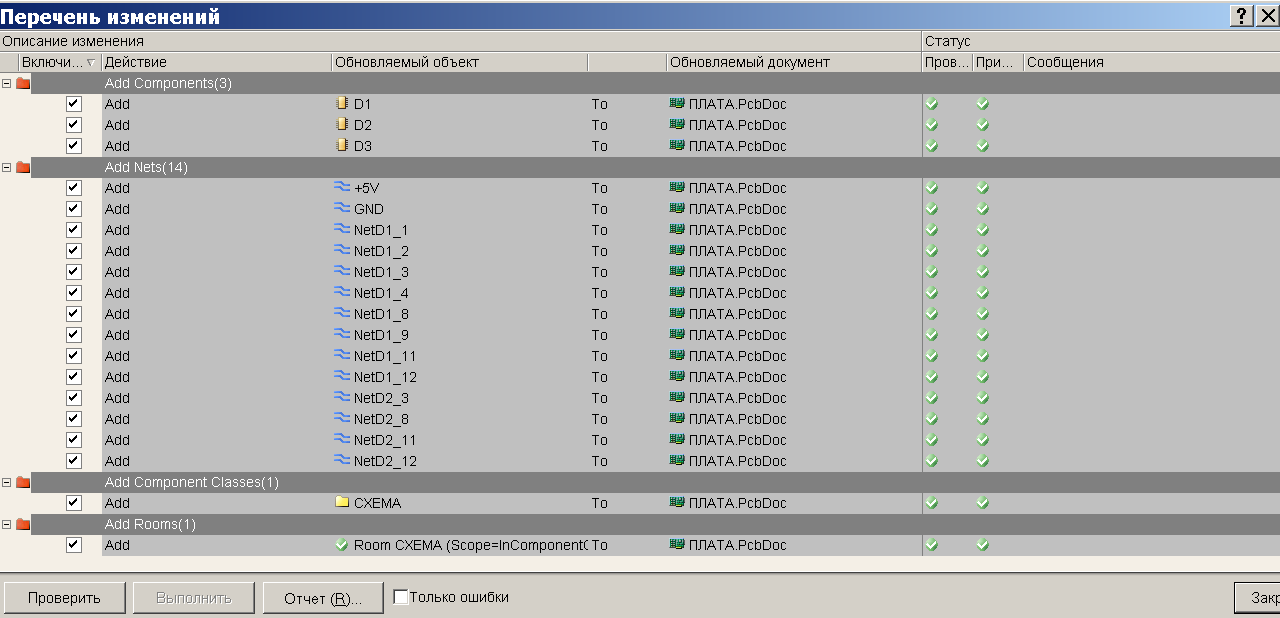 Перечень изменений
Описание изменения Статус
Включи... Действие Обновляемый объект Обновляемый документ Пров... При... Сообщения
Add Components(3)
Add D1 To ПЛАТА.PcbDoc
Add D2 To ПЛАТА.PcbDoc
Add D3 To ПЛАТА.PcbDoc
Add Nets(14)
Add +5V To ПЛАТА.PcbDoc
Add GND To ПЛАТА.PcbDoc
Add NetD1_1 To ПЛАТА.PcbDoc
Add NetD1_2 To ПЛАТА.PcbDoc
Add NetD1_3 To ПЛАТА.PcbDoc
Add NetD1_4 To ПЛАТА.PcbDoc
Add NetD1_8 To ПЛАТА.PcbDoc
Add NetD1_9 To ПЛАТА.PcbDoc
Add NetD1_11 To ПЛАТА.PcbDoc
Add NetD1_12 To ПЛАТА.PcbDoc
Add NetD2_3 To ПЛАТА.PcbDoc
Add NetD2_8 To ПЛАТА.PcbDoc
Add NetD2_11 To ПЛАТА.PcbDoc
Add NetD2_12 To ПЛАТА.PcbDoc
Add Component Classes(1)
Add СХЕМА To ПЛАТА.PcbDoc
Add Rooms(1)
Add Room СХЕМА (Scope=InComponentC To ПЛАТА.PcbDoc
Проверить Выполнить Отчет (R)... Только ошибки Закр